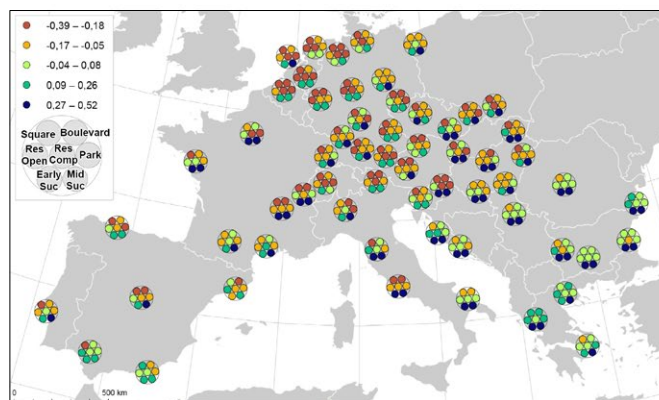 -0,39 – -0,18
-0,17 - -0,05
-0,04 - 0,08
0,09 - 0,26
0,27 - 0,52
Square Boulevard
Res Res
Open Comp Park
Early Mid
Suc Suc
0 500 km